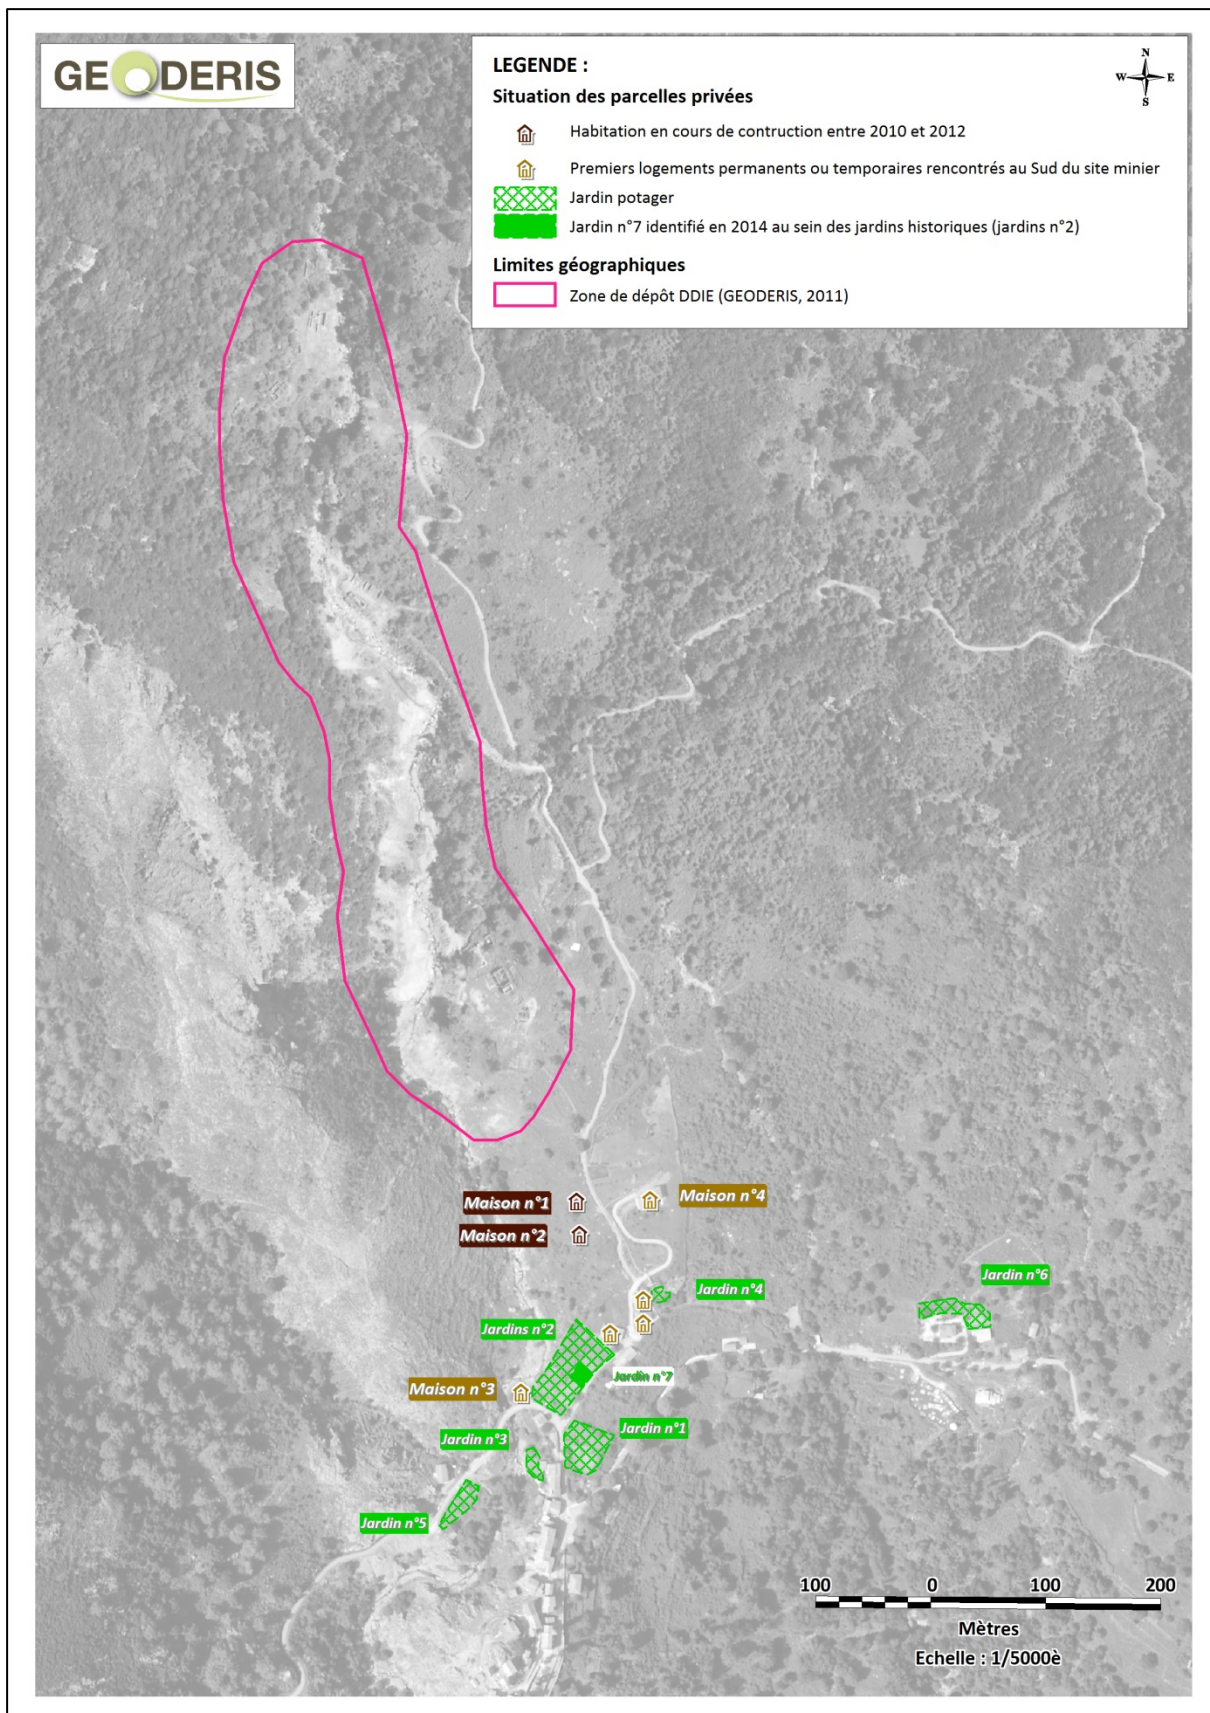 GEODERIS
LEGENDE :
Situation des parcelles privées
Habitation en cours de contruction entre 2010 et 2012
Premiers logements permanents ou temporaires rencontrés au Sud du site minier
Jardin potager
Jardin n°7 identifié en 2014 au sein des jardins historiques (jardins n°2)
Limites géographiques
Zone de dépôt DDIE (GEODERIS, 2011)
N
W E
S
Maison n°1
Maison n°4
Maison n°2
Jardin n°6
Jardin n°4
Jardins n°2
Jardin n°7
Maison n°3
Jardin n°1
Jardin n°3
Jardin n°5
100 0 100 200
Mètres
Echelle : 1/5000è